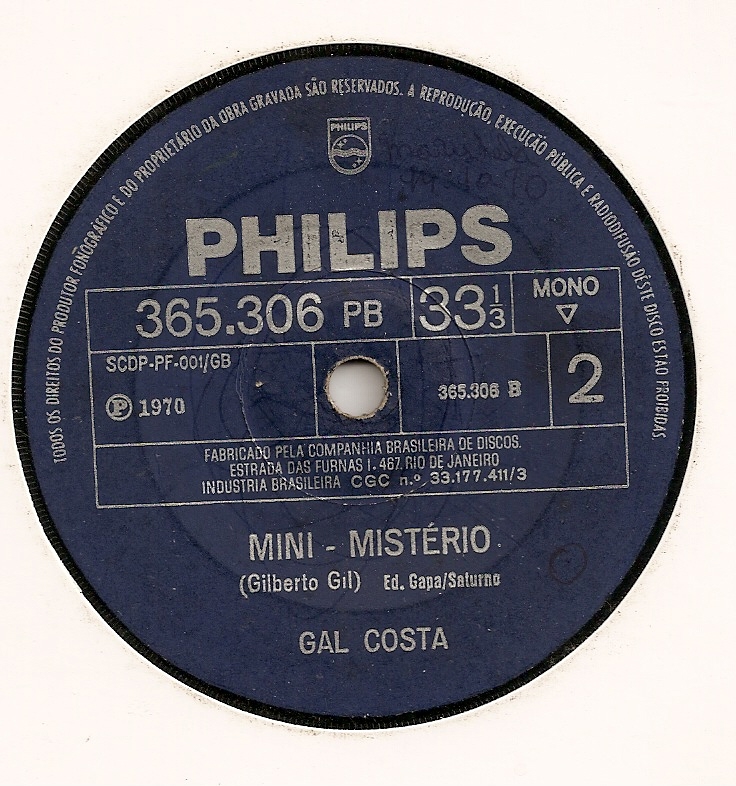 TODOS OS DIREITOS DO PRODUTOR FONOGRÁFICO E DO PROPRIETÁRIO DA OBRA GRAVADA SÃO RESERVADOS. A REPRODUÇÃO, EXECUÇÃO PÚBLICA E RADIODIFUSÃO DÊSTE DISCO ESTÃO PROIBIDAS
PHILIPS
PHILIPS
365.306 PB 33 1/3 MONO
SCDP-PF-001/GB
Ⓟ 1970 365.306 B 2
FABRICADO PELA COMPANHIA BRASILEIRA DE DISCOS.
ESTRADA DAS FURNAS 1.467. RIO DE JANEIRO
INDUSTRIA BRASILEIRA CGC n.º 33.177.411/3
MINI - MISTÉRIO
(Gilberto Gil) Ed. Gapa/Saturno
GAL COSTA